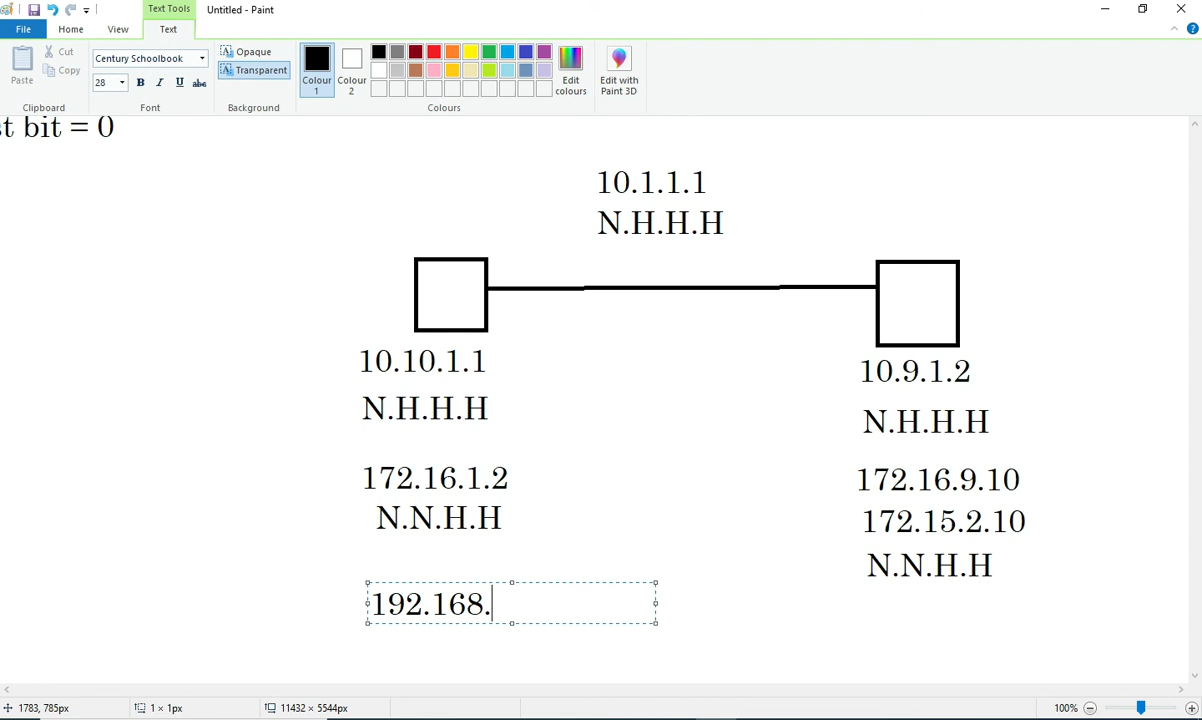 Text Tools
Untitled - Paint
File
Home
View
Text
Paste
Cut
Copy
Clipboard
Century Schoolbook
28
B I U abc
Font
A Opaque
A Transparent
Background
Colour 1
Colour 2
Edit colours
Colours
Edit with Paint 3D
st bit = 0
10.1.1.1
N.H.H.H
10.10.1.1
N.H.H.H
10.9.1.2
N.H.H.H
172.16.1.2
N.N.H.H
172.16.9.10
172.15.2.10
N.N.H.H
192.168.
1783, 785px
1 × 1px
11432 × 5544px
100%